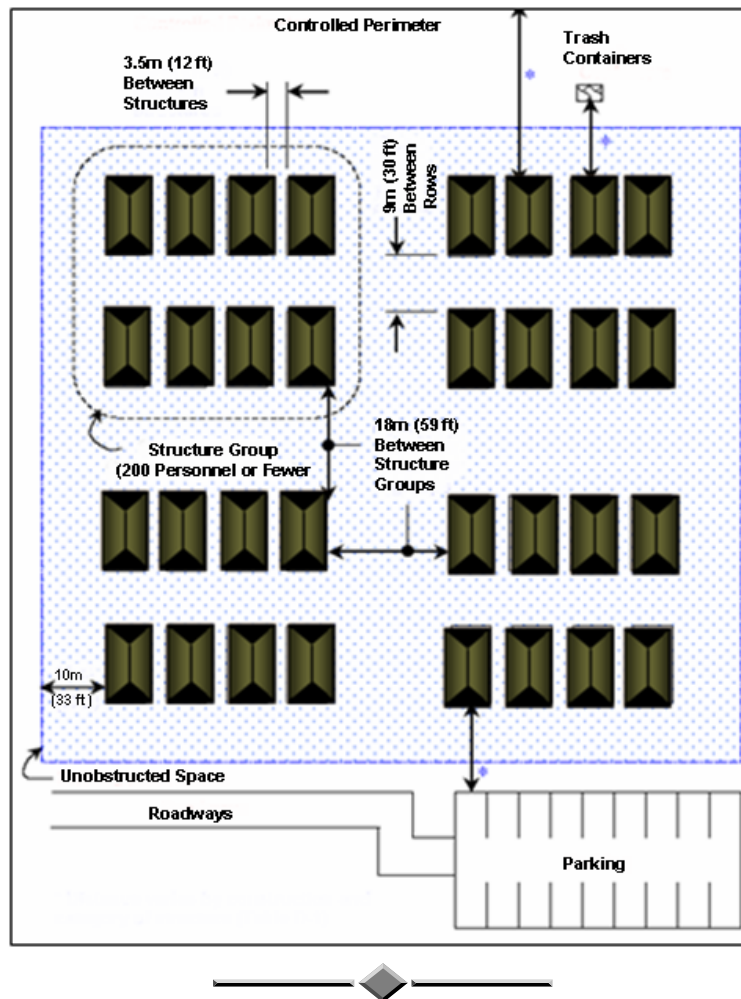 Controlled Perimeter
3.5m (12 ft)
Between
Structures
Trash
Containers
9m (30 ft)
Between
Rows
18m (59 ft)
Between
Structure
Groups
Structure Group
(200 Personnel or Fewer
10m
(33 ft)
Unobstructed Space
Roadways
Parking